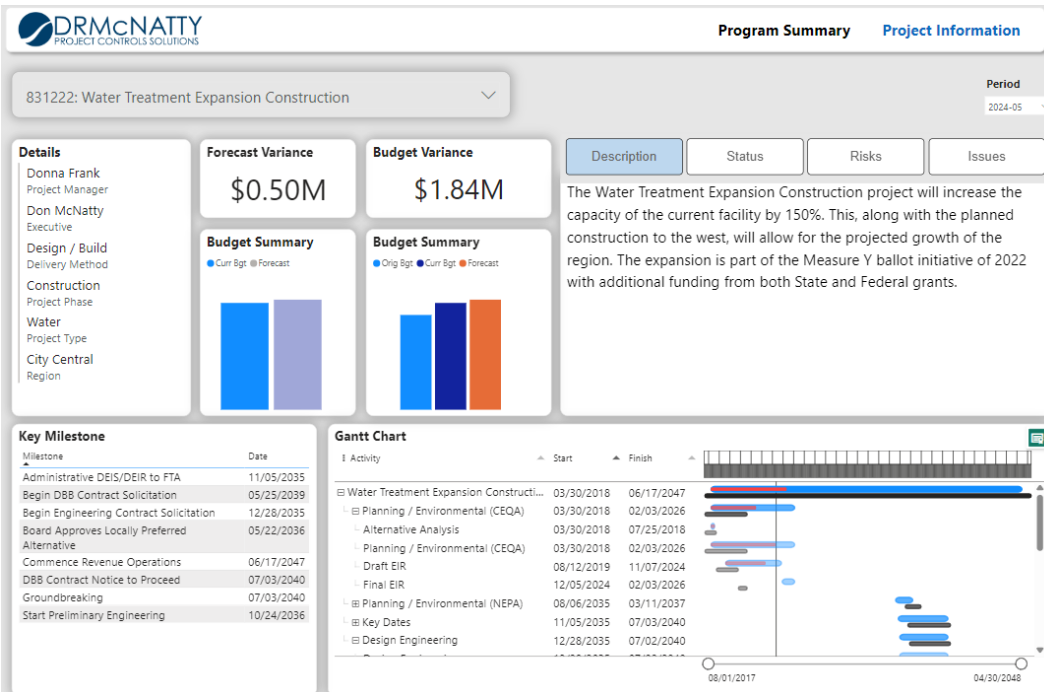 DRMcNATTY
PROJECT CONTROLS SOLUTIONS
Program Summary
Project Information
831222: Water Treatment Expansion Construction
Period
2024-05
Details
Donna Frank
Project Manager
Don McNatty
Executive
Design / Build
Delivery Method
Construction
Project Phase
Water
Project Type
City Central
Region
Forecast Variance
$0.50M
Budget Variance
$1.84M
Budget Summary
Curr Bgt Forecast
Budget Summary
Orig Bgt Curr Bgt Forecast
Description
Status
Risks
Issues
The Water Treatment Expansion Construction project will increase the
capacity of the current facility by 150%. This, along with the planned
construction to the west, will allow for the projected growth of the
region. The expansion is part of the Measure Y ballot initiative of 2022
with additional funding from both State and Federal grants.
Key Milestone
Milestone Date
Administrative DEIS/DEIR to FTA 11/05/2035
Begin DBB Contract Solicitation 05/25/2039
Begin Engineering Contract Solicitation 12/28/2035
Board Approves Locally Preferred 05/22/2036
Alternative
Commence Revenue Operations 06/17/2047
DBB Contract Notice to Proceed 07/03/2040
Groundbreaking 07/03/2040
Start Preliminary Engineering 10/24/2036
Gantt Chart
Activity Start Finish
Water Treatment Expansion Constructi... 03/30/2018 06/17/2047
Planning / Environmental (CEQA) 03/30/2018 02/03/2026
Alternative Analysis 03/30/2018 07/25/2018
Planning / Environmental (CEQA) 03/30/2018 02/03/2026
Draft EIR 08/12/2019 11/07/2024
Final EIR 12/05/2024 02/03/2026
Planning / Environmental (NEPA) 08/06/2035 03/11/2037
Key Dates 11/05/2035 07/03/2040
Design Engineering 12/28/2035 07/02/2040
08/01/2017
04/30/2048